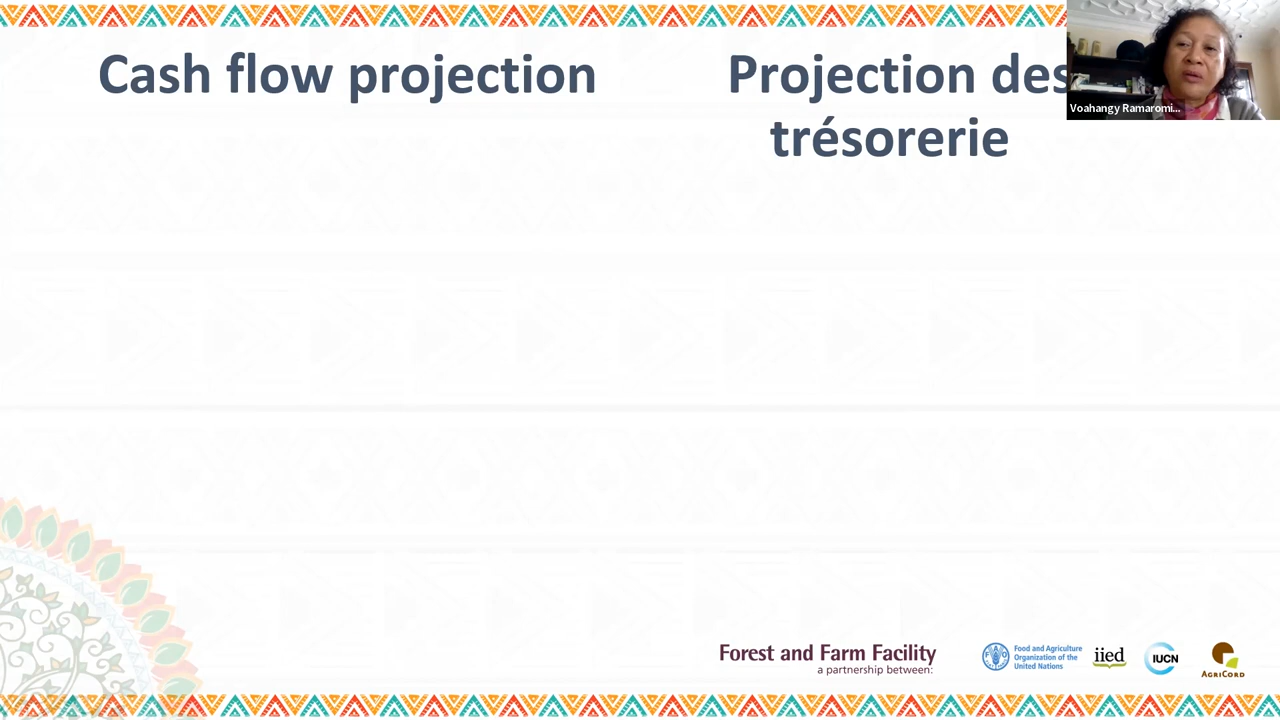 Cash flow projection
Projection des
trésorerie
Voahangy Ramaromi...
Forest and Farm Facility
a partnership between:
Food and Agriculture
Organization of the
United Nations
iied
IUCN
AGRICORD